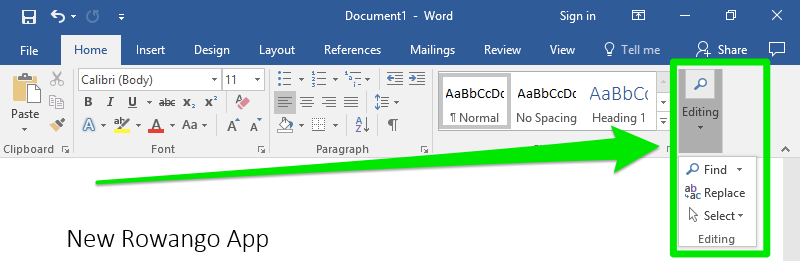 Document1 - Word Sign in
File Home Insert Design Layout References Mailings Review Tell me Share
Calibri (Body) 11
Paste
B I U abc x₂ x²
A aby A Aa A A
Clipboard Font Paragraph
AaBbCcDc AaBbCcDc AaBbCc
¶ Normal No Spacing Heading 1
Editing
Find
Replace
Select
Editing
New Rowango App